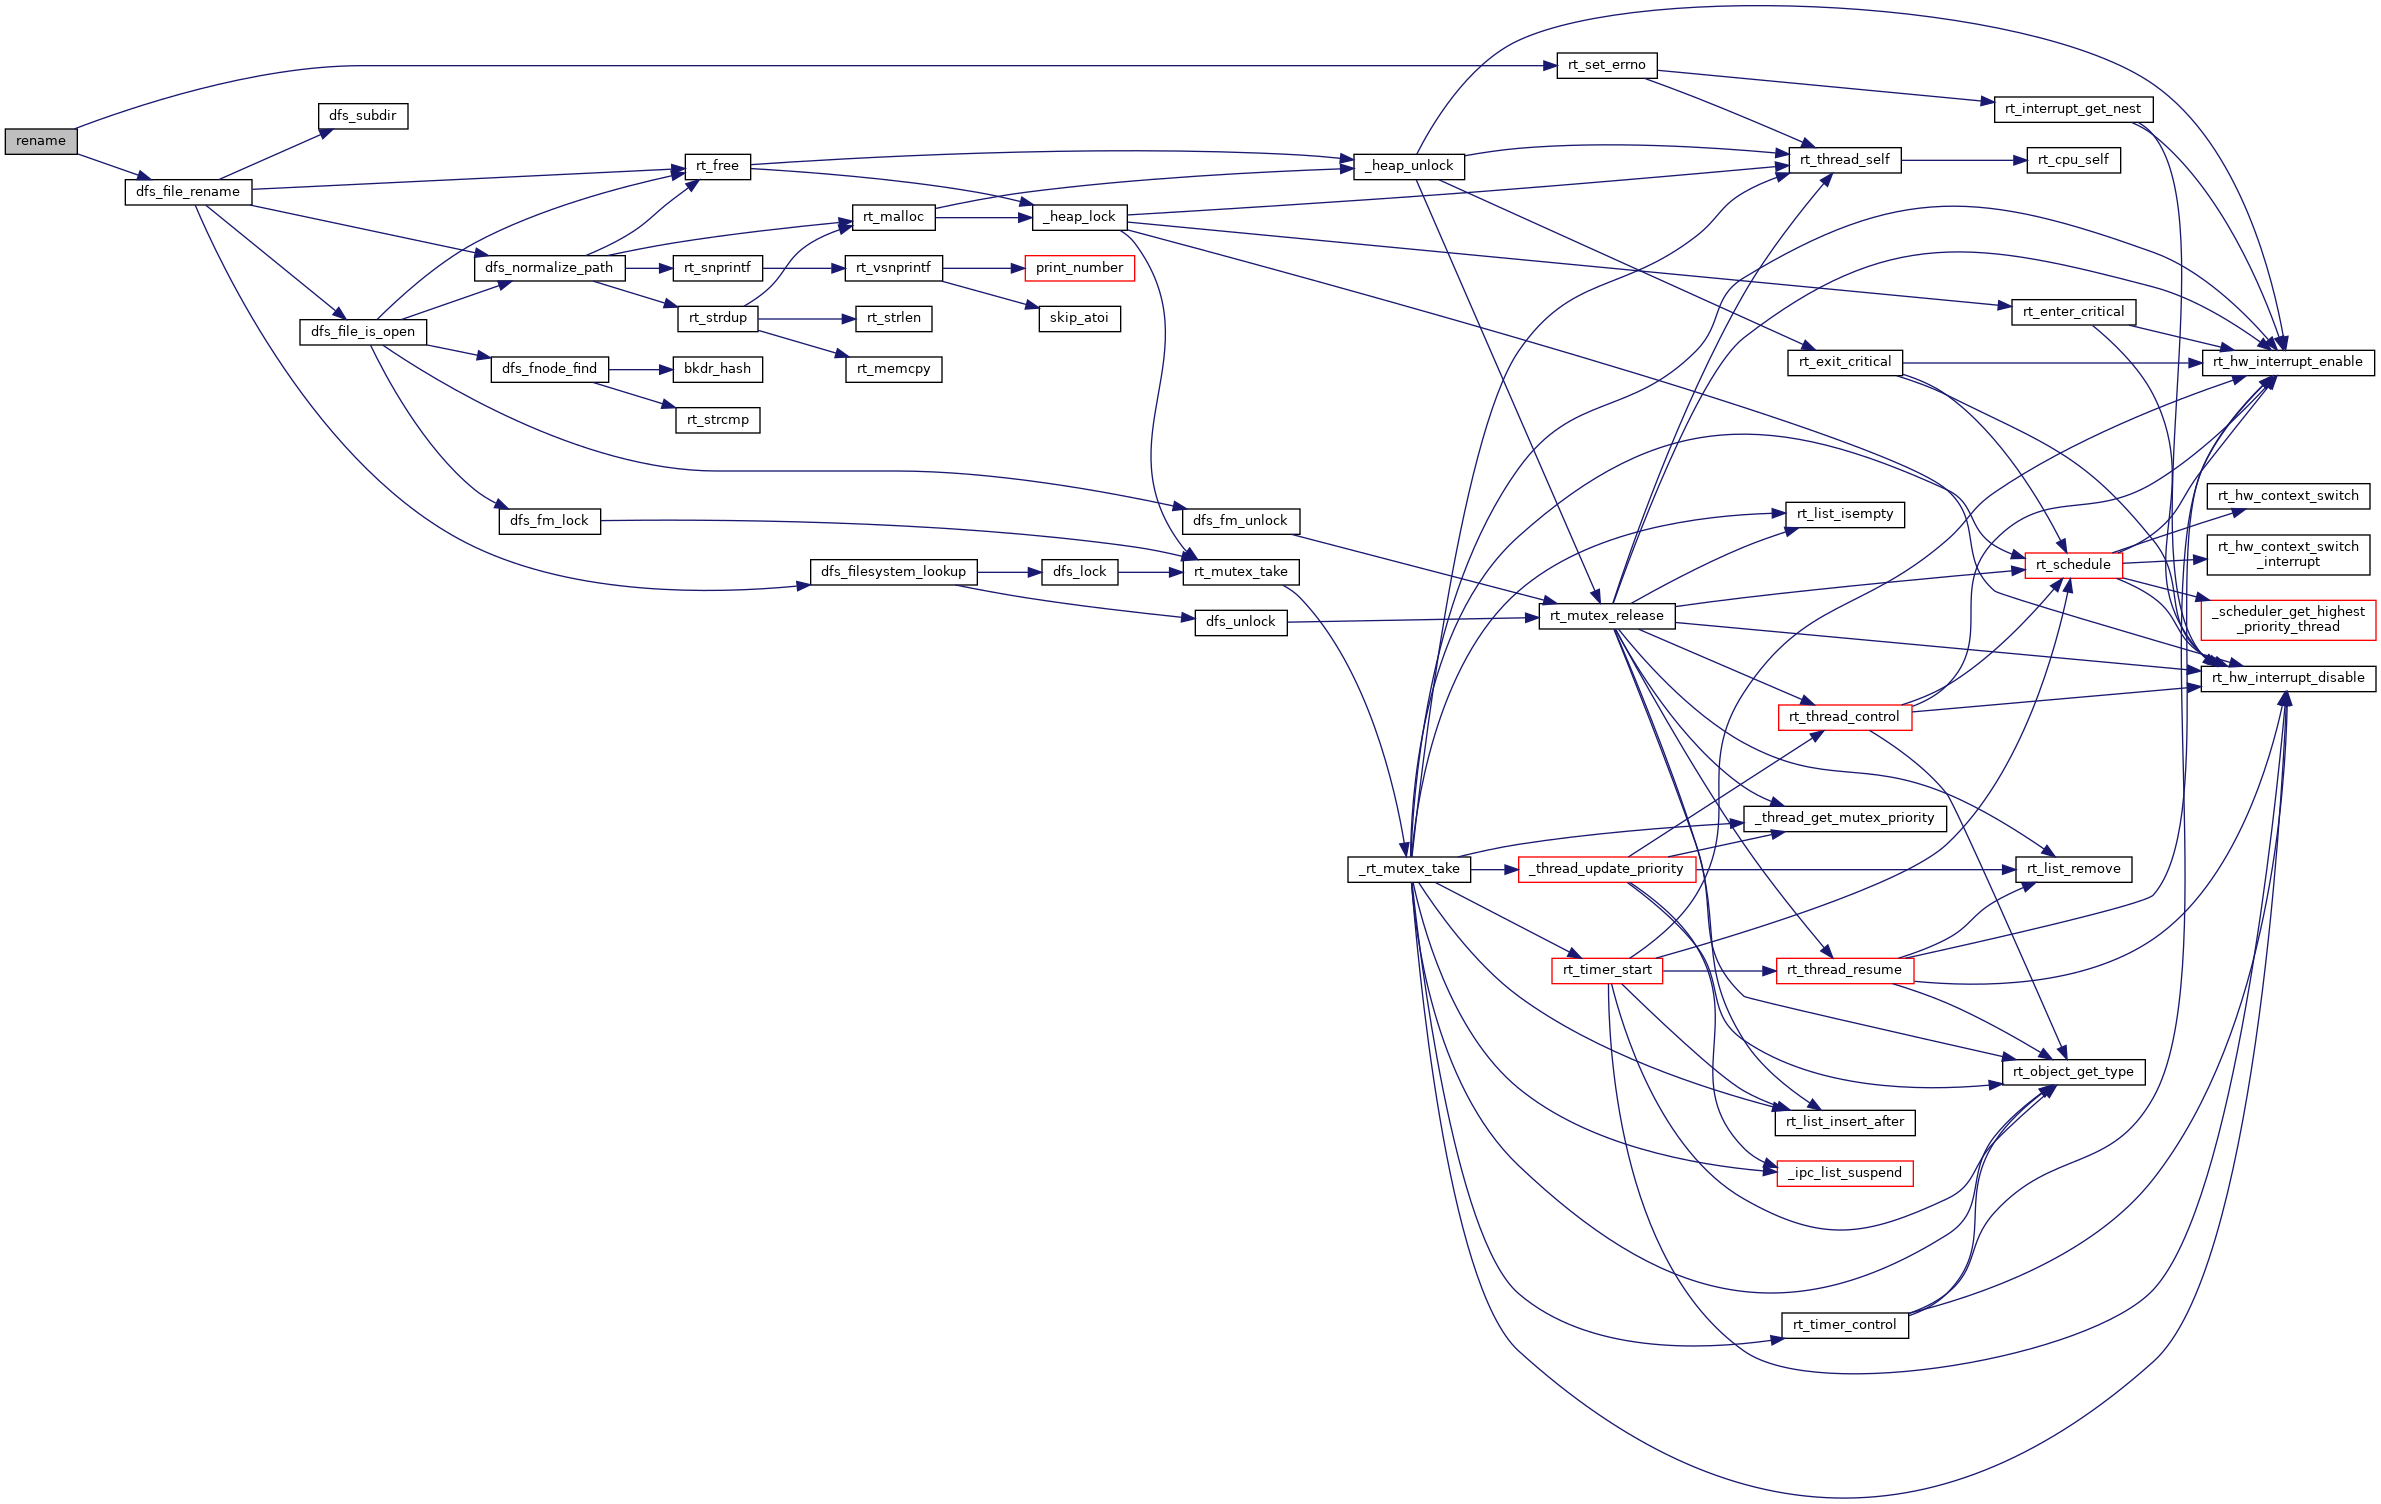 rename
dfs_file_rename
dfs_subdir
dfs_file_is_open
dfs_normalize_path
dfs_fnode_find
dfs_fm_lock
rt_free
rt_snprintf
rt_strdup
bkdr_hash
rt_strcmp
dfs_filesystem_lookup
rt_malloc
rt_vsnprintf
rt_strlen
rt_memcpy
_heap_lock
print_number
skip_atoi
dfs_lock
dfs_fm_unlock
rt_mutex_take
dfs_unlock
_heap_unlock
_rt_mutex_take
rt_set_errno
rt_mutex_release
_thread_update_priority
rt_timer_start
rt_thread_self
rt_exit_critical
rt_list_isempty
rt_thread_control
_thread_get_mutex_priority
rt_thread_resume
rt_list_insert_after
_ipc_list_suspend
rt_timer_control
rt_interrupt_get_nest
rt_cpu_self
rt_enter_critical
rt_schedule
rt_list_remove
rt_object_get_type
rt_hw_interrupt_enable
rt_hw_context_switch
rt_hw_context_switch
_interrupt
_scheduler_get_highest
_priority_thread
rt_hw_interrupt_disable